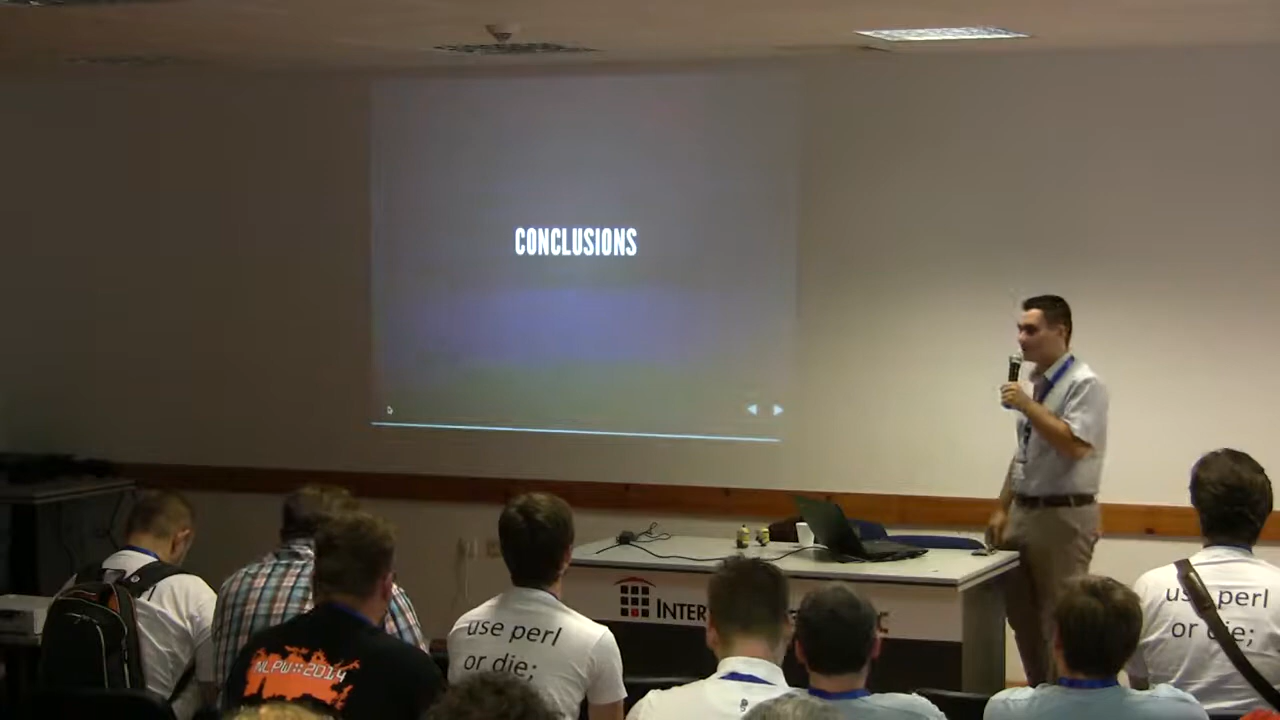 CONCLUSIONS
INTER
NLPW::2014
use perl
or die;
use perl
or die;